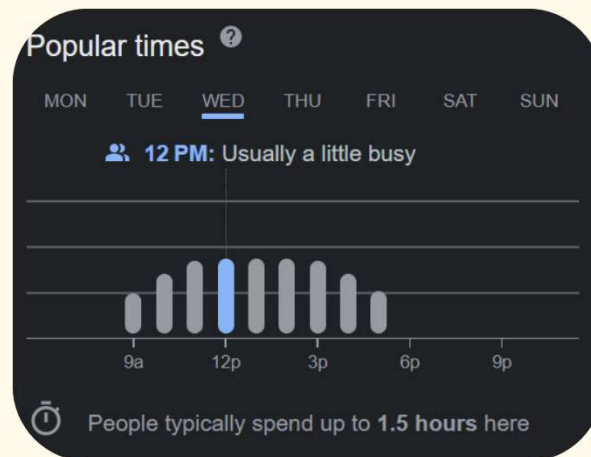 Popular times ?
MON TUE WED THU FRI SAT SUN
12 PM: Usually a little busy
9a 12p 3p 6p 9p
People typically spend up to 1.5 hours here